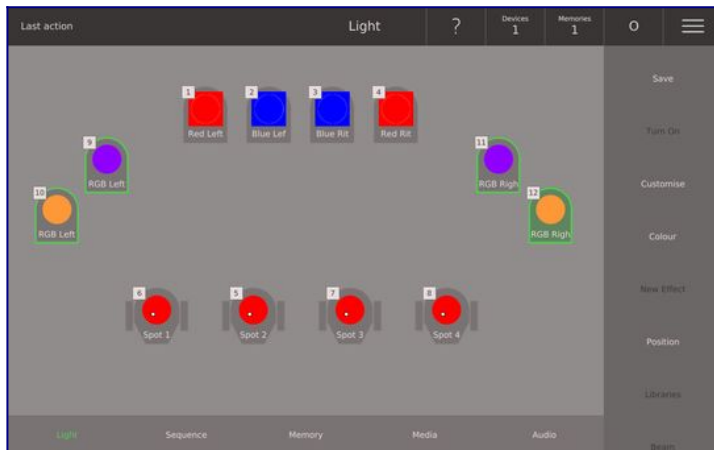 Last action
Light
?
Devices
1
Memories
1
O
Save
Turn On
Customise
Colour
New Effect
Position
Libraries
Beam
1
Red Left
2
Blue Lef
3
Blue Rit
4
Red Rit
9
RGB Left
11
RGB Righ
10
RGB Left
12
RGB Righ
6
Spot 1
5
Spot 2
7
Spot 3
8
Spot 4
Light
Sequence
Memory
Media
Audio